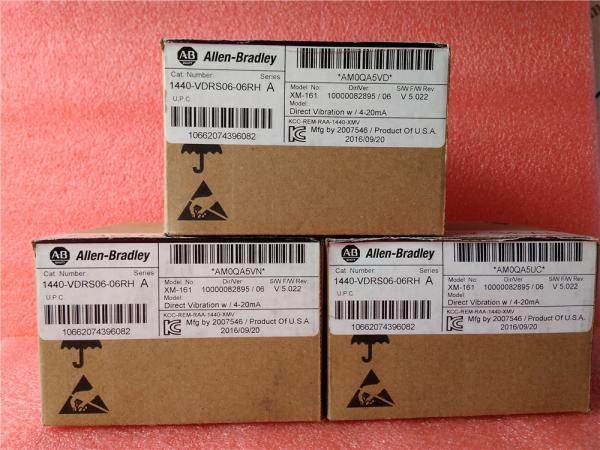 AB Allen-Bradley
*AM0QA5VD*
Cat. Number Series
1440-VDRS06-06RH A
U.P.C.
10662074396082
Model No: Dir/Ver S/W F/W Rev.
XM-161 10000082895 / 06 V 5.022
Model:
Direct Vibration w / 4-20mA
KCC-REM-RAA-1440-XMV
Mfg by 2007546 / Product Of U.S.A.
2016/09/20
AB Allen-Bradley
*AM0QA5VN*
Cat. Number Series
1440-VDRS06-06RH A
U.P.C.
10662074396082
Model No: Dir/Ver S/W F/W Rev.
XM-161 10000082895 / 06 V 5.022
Model:
Direct Vibration w / 4-20mA
KCC-REM-RAA-1440-XMV
Mfg by 2007546 / Product Of U.S.A.
2016/09/20
AB Allen-Bradley
*AM0QA5UC*
Cat. Number Series
1440-VDRS06-06RH A
U.P.C.
10662074396082
Model No: Dir/Ver S/W F/W Rev.
XM-161 10000082895 / 06 V 5.022
Model:
Direct Vibration w / 4-20mA
KCC-REM-RAA-1440-XMV
Mfg by 2007546 / Product Of U.S.A.
2016/09/20